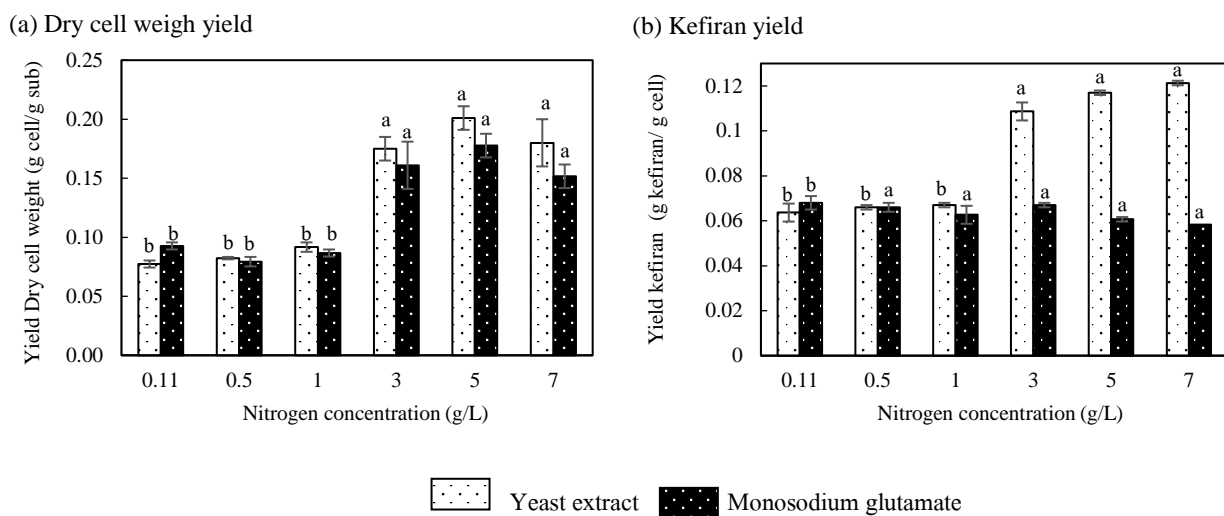 (a) Dry cell weigh yield
Yield Dry cell weight (g cell/ g sub)
0.25
0.20
0.15
0.10
0.05
0.00
b b b b b b a a a a a a
0.11 0.5 1 3 5 7
Nitrogen concentration (g/L)
(b) Kefiran yield
Yield kefiran (g kefiran/ g cell)
0.12
0.1
0.08
0.06
0.04
0.02
0
b b b a b a a a a a a a
0.11 0.5 1 3 5 7
Nitrogen concentration (g/L)
Yeast extract Monosodium glutamate